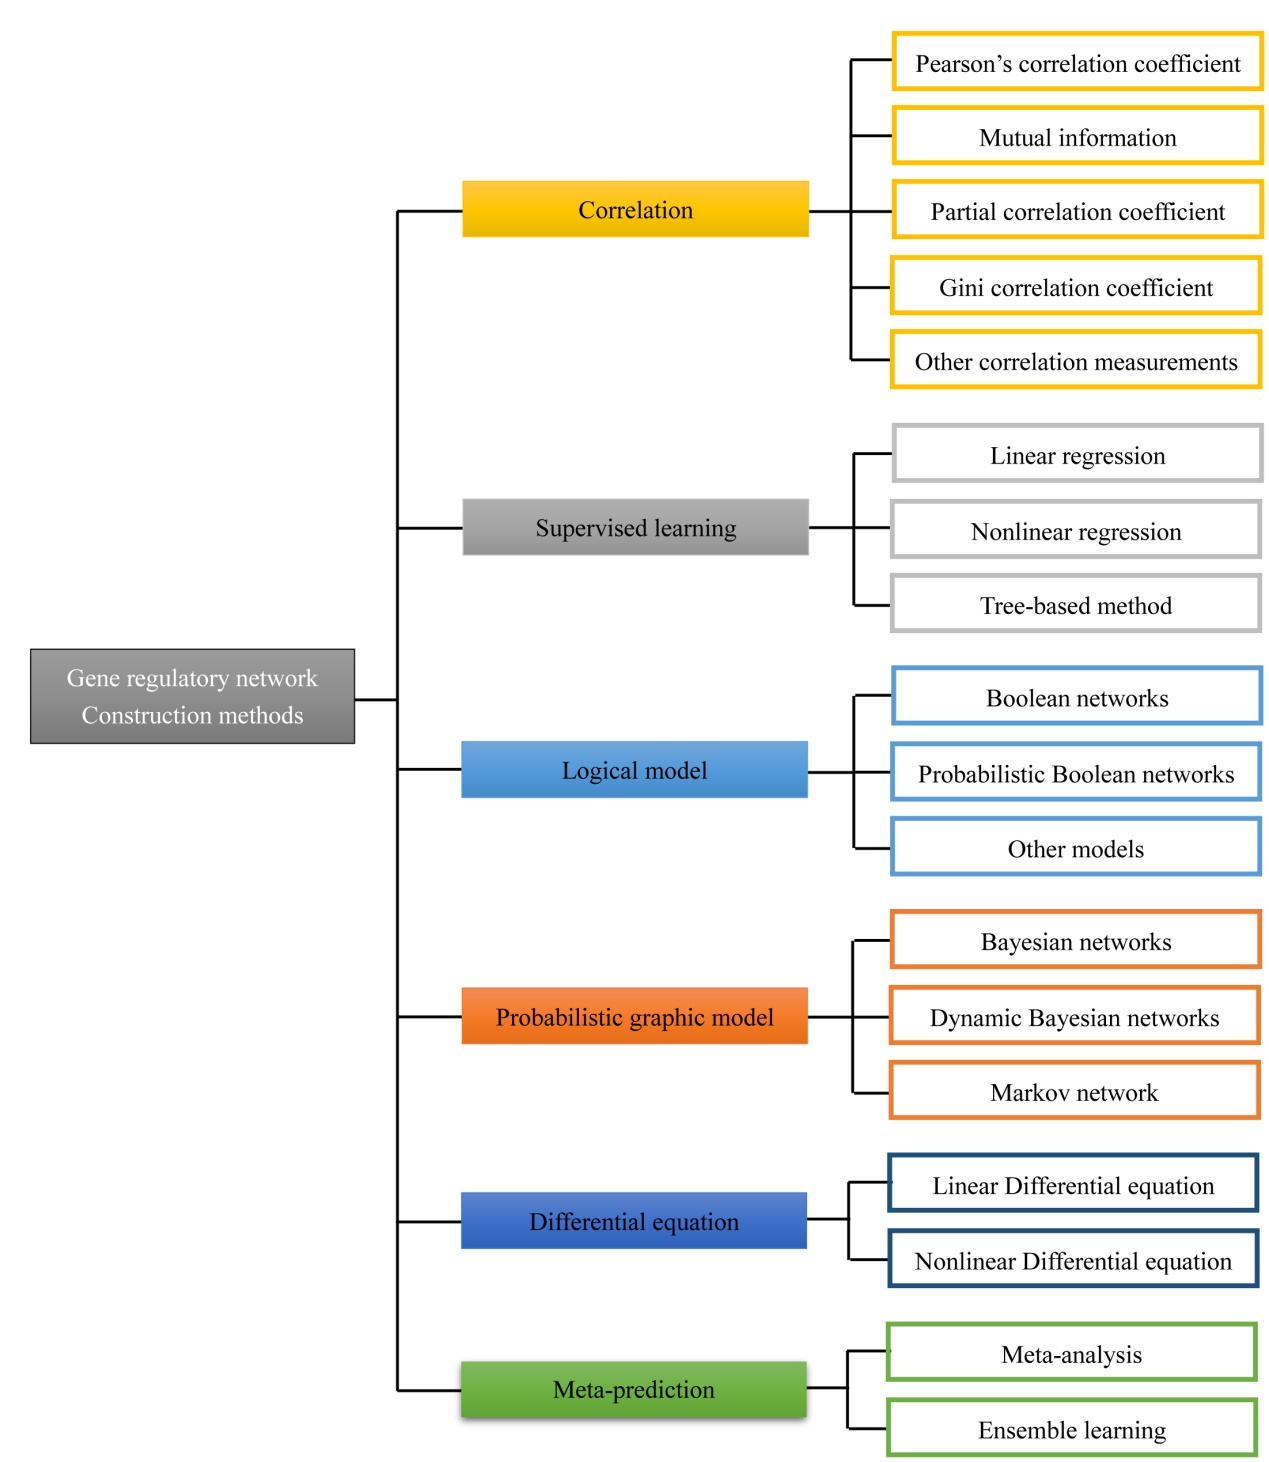 Gene regulatory network
Construction methods
Correlation
Pearson’s correlation coefficient
Mutual information
Partial correlation coefficient
Gini correlation coefficient
Other correlation measurements
Supervised learning
Linear regression
Nonlinear regression
Tree-based method
Logical model
Boolean networks
Probabilistic Boolean networks
Other models
Probabilistic graphic model
Bayesian networks
Dynamic Bayesian networks
Markov network
Differential equation
Linear Differential equation
Nonlinear Differential equation
Meta-prediction
Meta-analysis
Ensemble learning